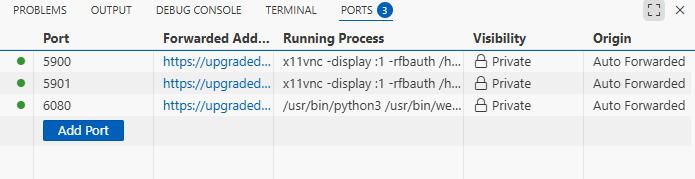 PROBLEMS OUTPUT DEBUG CONSOLE TERMINAL PORTS 3
Port Forwarded Add... Running Process Visibility Origin
5900 https://upgraded... x11vnc -display :1 -rfbauth /h... Private Auto Forwarded
5901 https://upgraded... x11vnc -display :1 -rfbauth /h... Private Auto Forwarded
6080 https://upgraded... /usr/bin/python3 /usr/bin/we... Private Auto Forwarded
Add Port